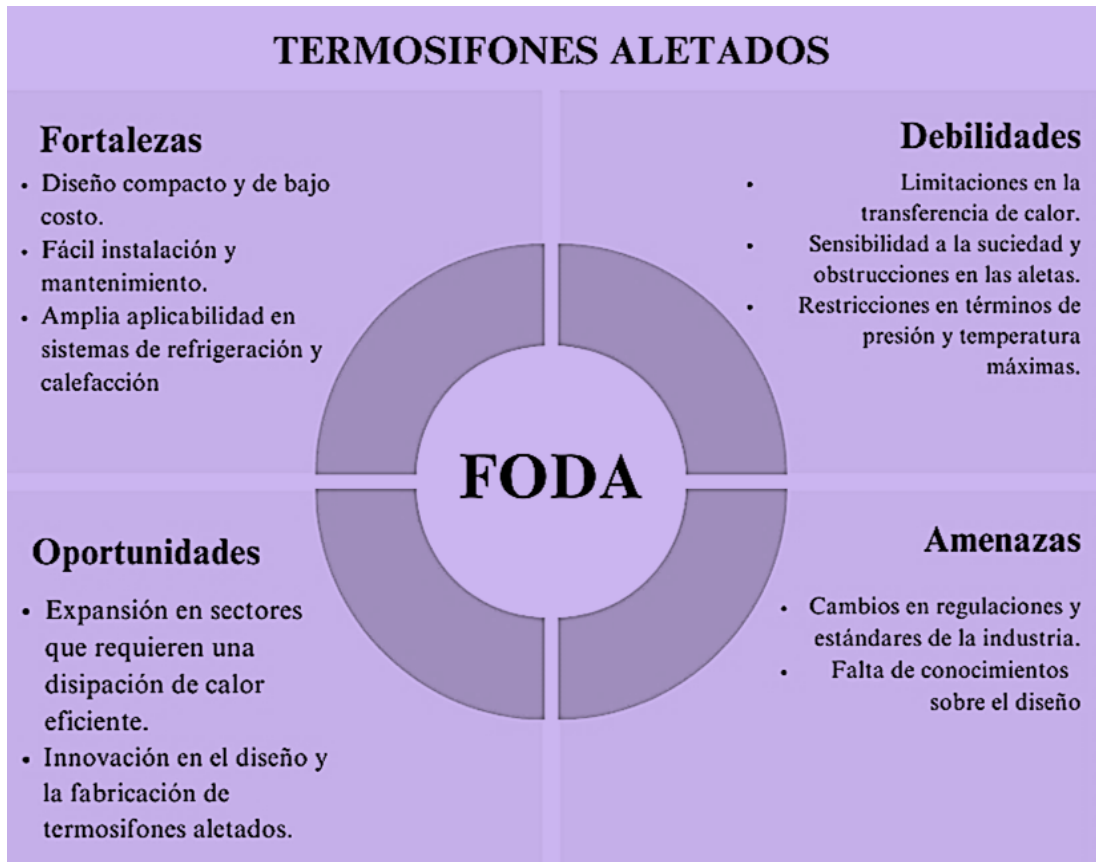 TERMOSIFONES ALETADOS
Fortalezas
• Diseño compacto y de bajo
costo.
• Fácil instalación y
mantenimiento.
• Amplia aplicabilidad en
sistemas de refrigeración y
calefacción
Debilidades
• Limitaciones en la
transferencia de calor.
• Sensibilidad a la suciedad y
obstrucciones en las aletas.
• Restricciones en términos de
presión y temperatura
máximas.
FODA
Oportunidades
• Expansión en sectores
que requieren una
disipación de calor
eficiente.
• Innovación en el diseño y
la fabricación de
termosifones aletados.
Amenazas
• Cambios en regulaciones y
estándares de la industria.
• Falta de conocimientos
sobre el diseño